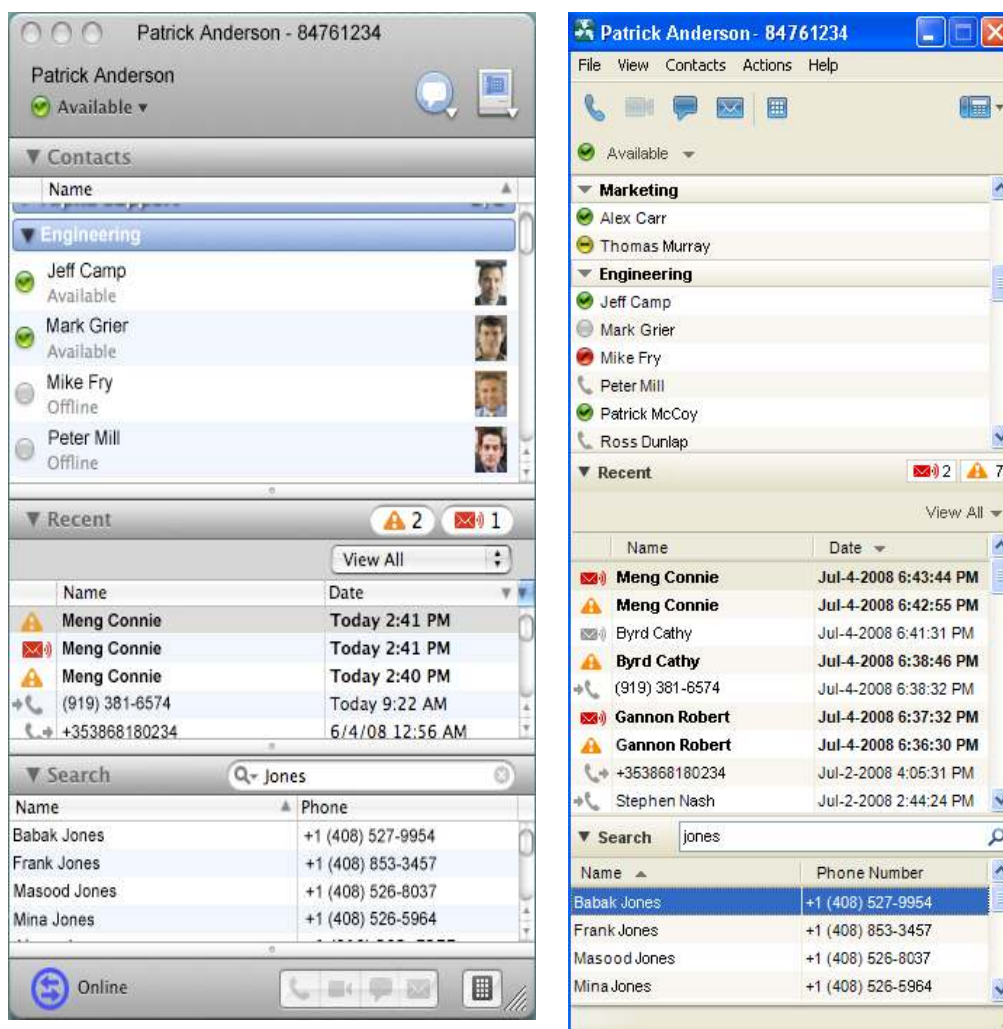 Patrick Anderson - 84761234
Patrick Anderson
Available
Contacts
Name
Engineering
Jeff Camp
Available
Mark Grier
Available
Mike Fry
Offline
Peter Mill
Offline
Recent 2 1
View All
Name Date
Meng Connie Today 2:41 PM
Meng Connie Today 2:41 PM
Meng Connie Today 2:40 PM
(919) 381-6574 Today 9:22 AM
+353868180234 6/4/08 12:56 AM
Search Jones
Name Phone
Babak Jones +1 (408) 527-9954
Frank Jones +1 (408) 853-3457
Masood Jones +1 (408) 526-8037
Mina Jones +1 (408) 526-5964
Online
Patrick Anderson - 84761234
File View Contacts Actions Help
Available
Marketing
Alex Carr
Thomas Murray
Engineering
Jeff Camp
Mark Grier
Mike Fry
Peter Mill
Patrick McCoy
Ross Dunlap
Recent 2 7
View All
Name Date
Meng Connie Jul-4-2008 6:43:44 PM
Meng Connie Jul-4-2008 6:42:55 PM
Byrd Cathy Jul-4-2008 6:41:31 PM
Byrd Cathy Jul-4-2008 6:38:46 PM
(919) 381-6574 Jul-4-2008 6:38:32 PM
Gannon Robert Jul-4-2008 6:37:32 PM
Gannon Robert Jul-4-2008 6:36:30 PM
+353868180234 Jul-2-2008 4:05:31 PM
Stephen Nash Jul-2-2008 2:44:24 PM
Search jones
Name Phone Number
Babak Jones +1 (408) 527-9954
Frank Jones +1 (408) 853-3457
Masood Jones +1 (408) 526-8037
Mina Jones +1 (408) 526-5964